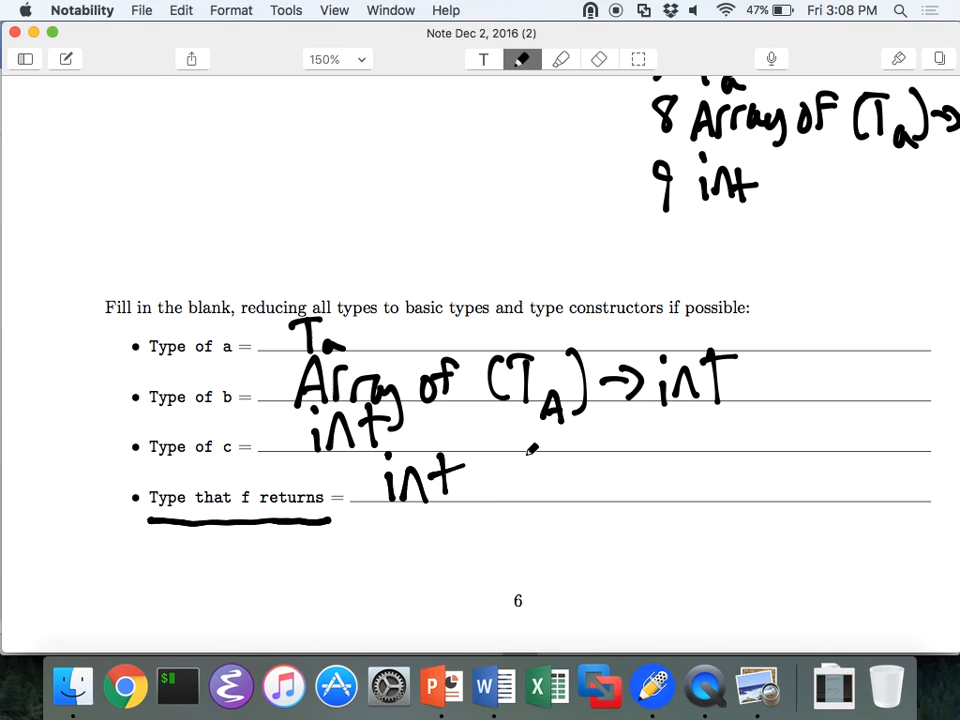 Notability File Edit Format Tools View Window Help 47% Fri 3:08 PM
Note Dec 2, 2016 (2)
150% T
Ta
8 Array of (Ta)→
9 int
Fill in the blank, reducing all types to basic types and type constructors if possible:
• Type of a = Ta
• Type of b = Array of (TA) → int
• Type of c = int
• Type that f returns = int
6